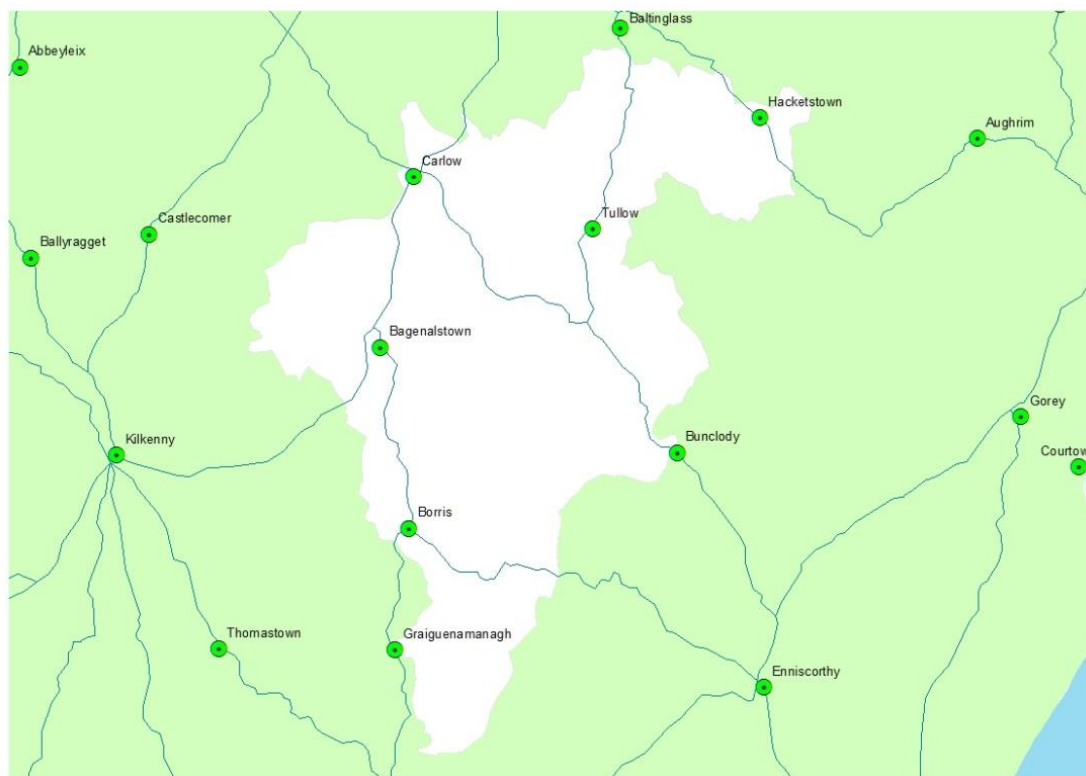 Baltinglass
Abbeyleix
Hacketstown
Aughrim
Carlow
Castlecomer
Tullow
Ballyragget
Bagenalstown
Gorey
Kilkenny
Bunclody
Courtow
Borris
Thomastown
Graiguenamanagh
Enniscorthy